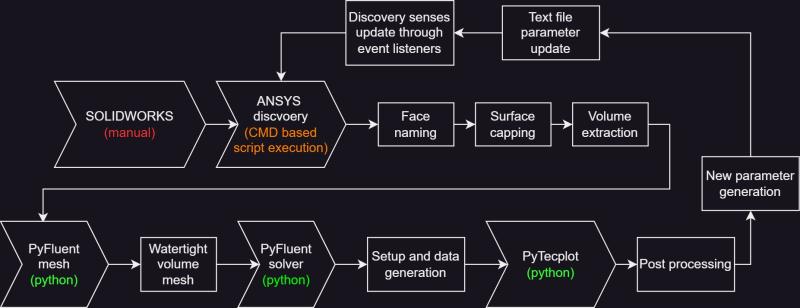 Discovery senses
update through
event listeners
Text file
parameter
update
SOLIDWORKS
(manual)
ANSYS
discvoery
(CMD based
script execution)
Face
naming
Surface
capping
Volume
extraction
New parameter
generation
PyFluent
mesh
(python)
Watertight
volume
mesh
PyFluent
solver
(python)
Setup and data
generation
PyTecplot
(python)
Post processing